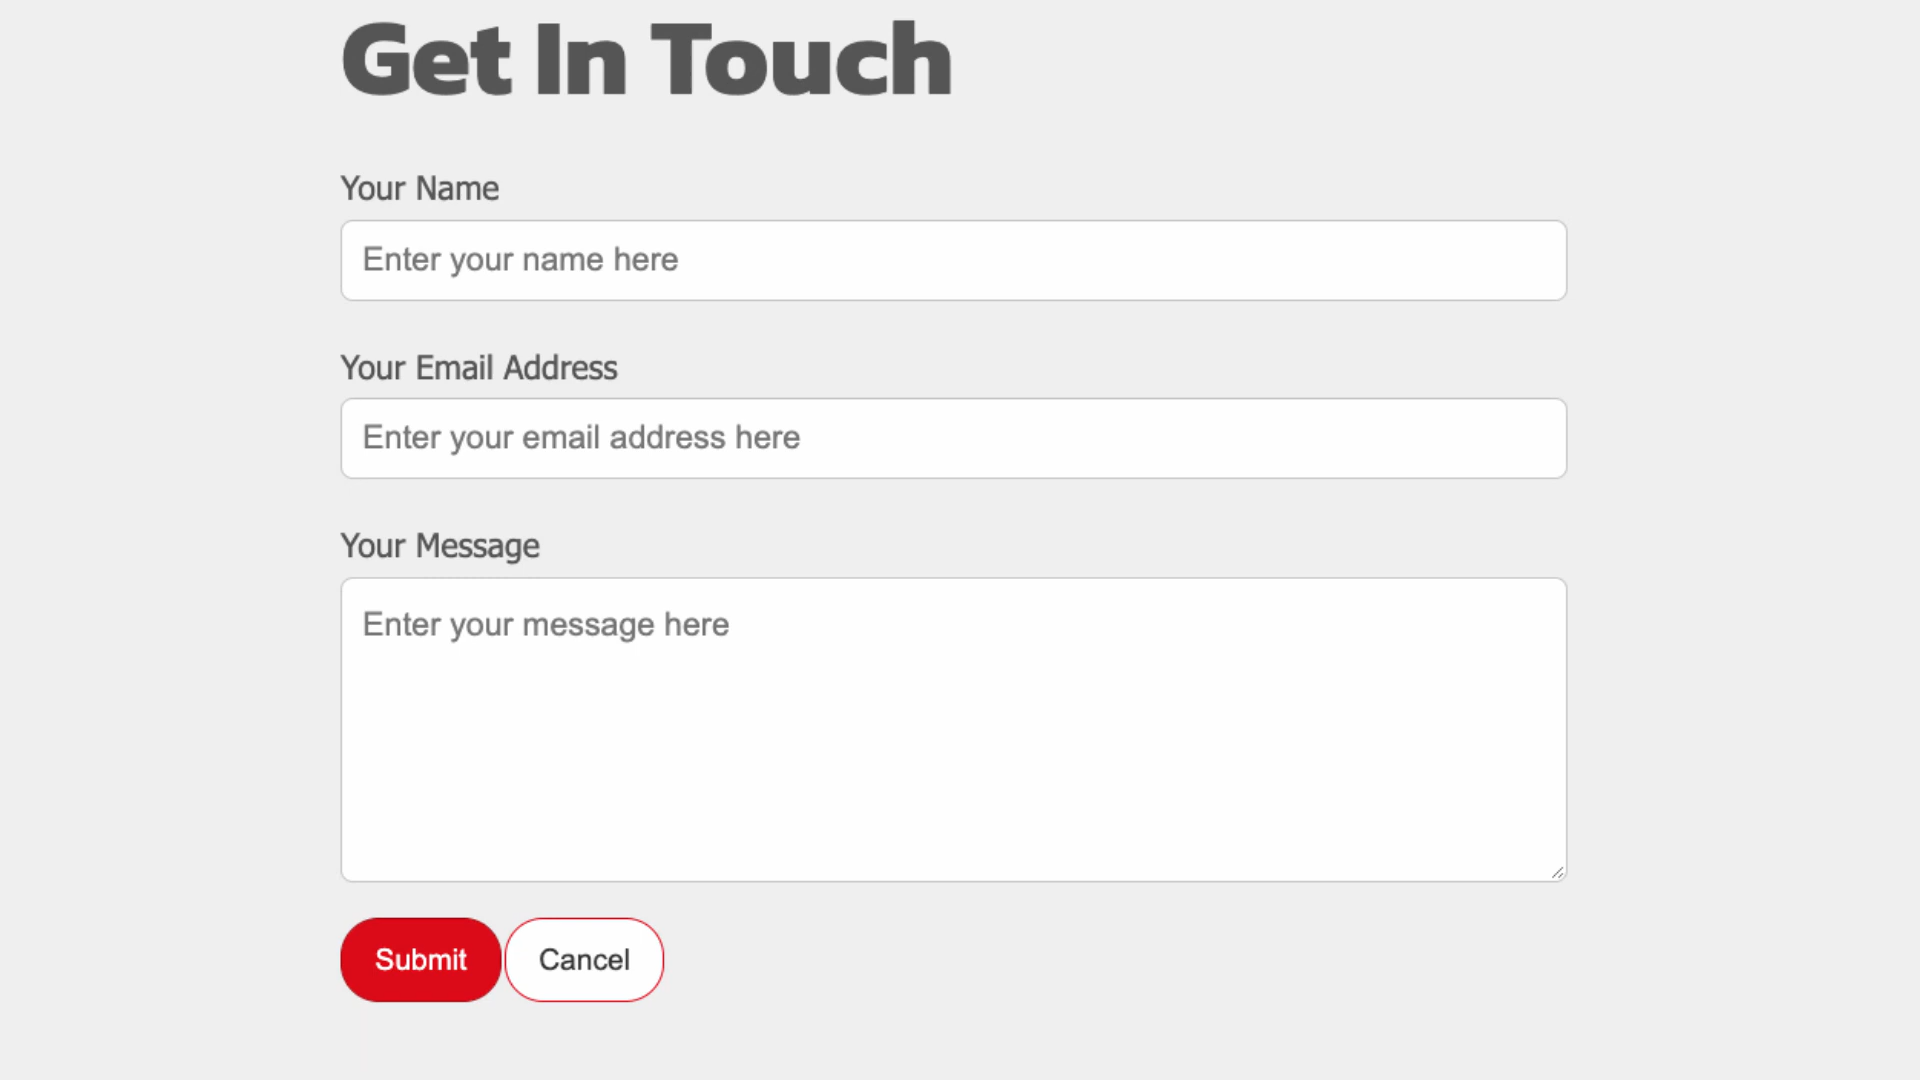 Get In Touch
Your Name
Enter your name here
Your Email Address
Enter your email address here
Your Message
Enter your message here
Submit Cancel